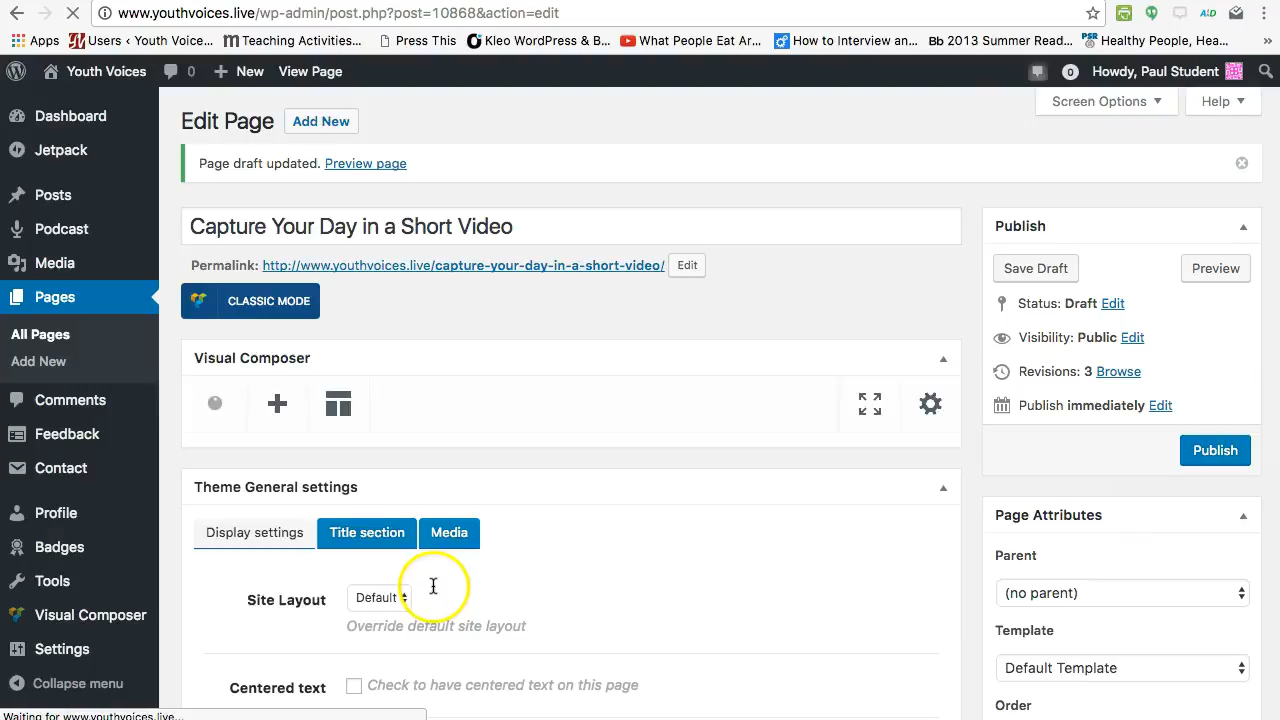 www.youthvoices.live/wp-admin/post.php?post=10868&action=edit
Apps Users ‹ Youth Voice... Teaching Activities... Press This Kleo WordPress & B... What People Eat Ar... How to Interview an... Bb 2013 Summer Read... PSR Healthy People, Hea... »
Youth Voices 0 + New View Page 0 Howdy, Paul Student
Screen Options Help
Dashboard
Jetpack
Posts
Podcast
Media
Pages
All Pages
Add New
Comments
Feedback
Contact
Profile
Badges
Tools
Visual Composer
Settings
Collapse menu
Edit Page Add New
Page draft updated. Preview page
Capture Your Day in a Short Video
Permalink: http://www.youthvoices.live/capture-your-day-in-a-short-video/ Edit
CLASSIC MODE
Visual Composer
Theme General settings
Display settings Title section Media
Site Layout Default
Override default site layout
Centered text Check to have centered text on this page
Publish
Save Draft Preview
Status: Draft Edit
Visibility: Public Edit
Revisions: 3 Browse
Publish immediately Edit
Publish
Page Attributes
Parent
(no parent)
Template
Default Template
Order
Waiting for www.youthvoices.live...